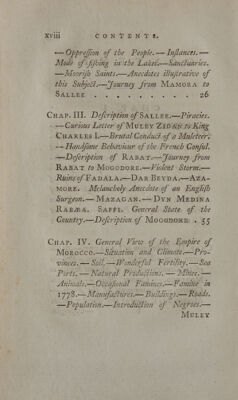 xviii CONTENTS.
— Oppreſſion of the People. — Inſtances. —
Mode of fiſhing in the Lakes. — Sanctuaries.
— Mooriſh Saints. — Anecdotes illuſtrative of
this Subject. — Journey from MAMORA to
SALLEE . . . . . . . . 26
CHAP. III. Deſcription of SALLEE. — Piracies.
— Curious Letter of MULEY ZIDAN to King
CHARLES I. — Brutal Conduct of a Muleteer.
— Handſome Behaviour of the French Conſul.
— Deſcription of RABAT. — Journey from
RABAT to MOGODORE. — Violent Storm. —
Ruins of FADALA. — DAR BEYDA. — AZA-
MORE. Melancholy Anecdote of an Engliſh
Surgeon. — MAZAGAN. — DYN MEDINA
RABÆA. SAFFI. General State of the
Country. — Deſcription of MOGODORE . 35
CHAP. IV. General View of the Empire of
MOROCCO. — Situation and Climate. — Pro-
vinces. — Soil. — Wonderful Fertility. — Sea
Ports. — Natural Productions. — Mines. —
Animals. — Occaſional Famines. — Famine in
1778. — Manufactures. — Buildings. — Roads.
— Population. — Introduction of Negroes. —
MULEY